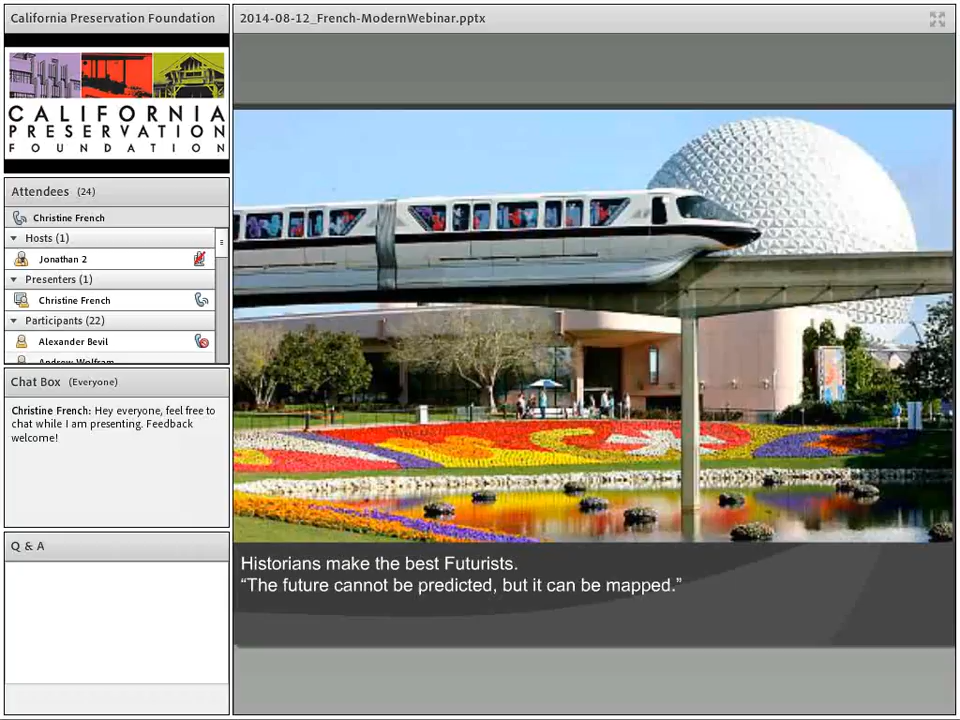 California Preservation Foundation
CALIFORNIA
PRESERVATION
FOUNDATION
Attendees (24)
Christine French
Hosts (1)
Jonathan 2
Presenters (1)
Christine French
Participants (22)
Alexander Bevil
Andrew Wolfram
Chat Box (Everyone)
Christine French: Hey everyone, feel free to
chat while I am presenting. Feedback
welcome!
Q & A
2014-08-12_French-ModernWebinar.pptx
Historians make the best Futurists.
“The future cannot be predicted, but it can be mapped.”